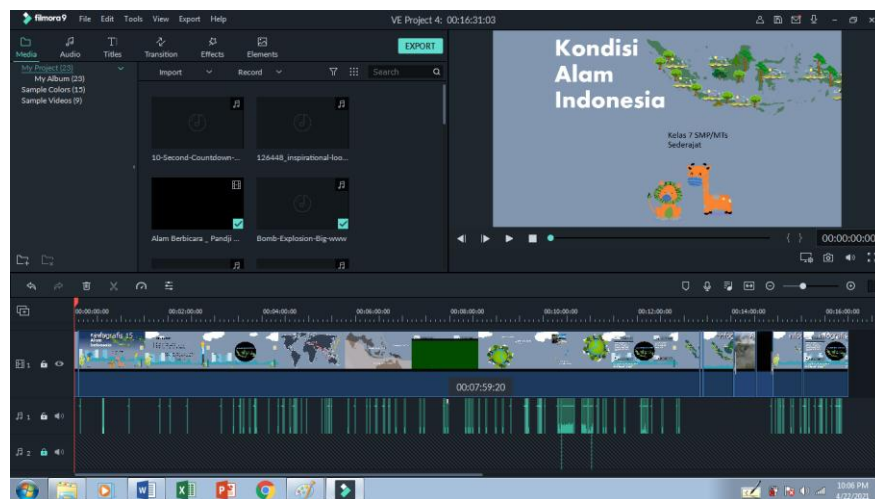 filmora9 File Edit Tools View Export Help VE Project 4: 00:16:31:03
Media Audio Titles Transition Effects Elements EXPORT
My Project (23)
My Album (23)
Sample Colors (15)
Sample Videos (9)
Import Record Search
10-Second-Countdown-... 126448_inspirational-loo...
Alam Berbicara _ Pandji ... Bomb-Explosion-Big-www
Kondisi
Alam
Indonesia
Kelas 7 SMP/MTs
Sederajat
{ } 00:00:00:00
00:00:00:00 00:02:00:00 00:04:00:00 00:06:00:00 00:08:00:00 00:10:00:00 00:12:00:00 00:14:00:00 00:16:00:00
1
00:07:59:20
1
2
10:06 PM
4/22/2021